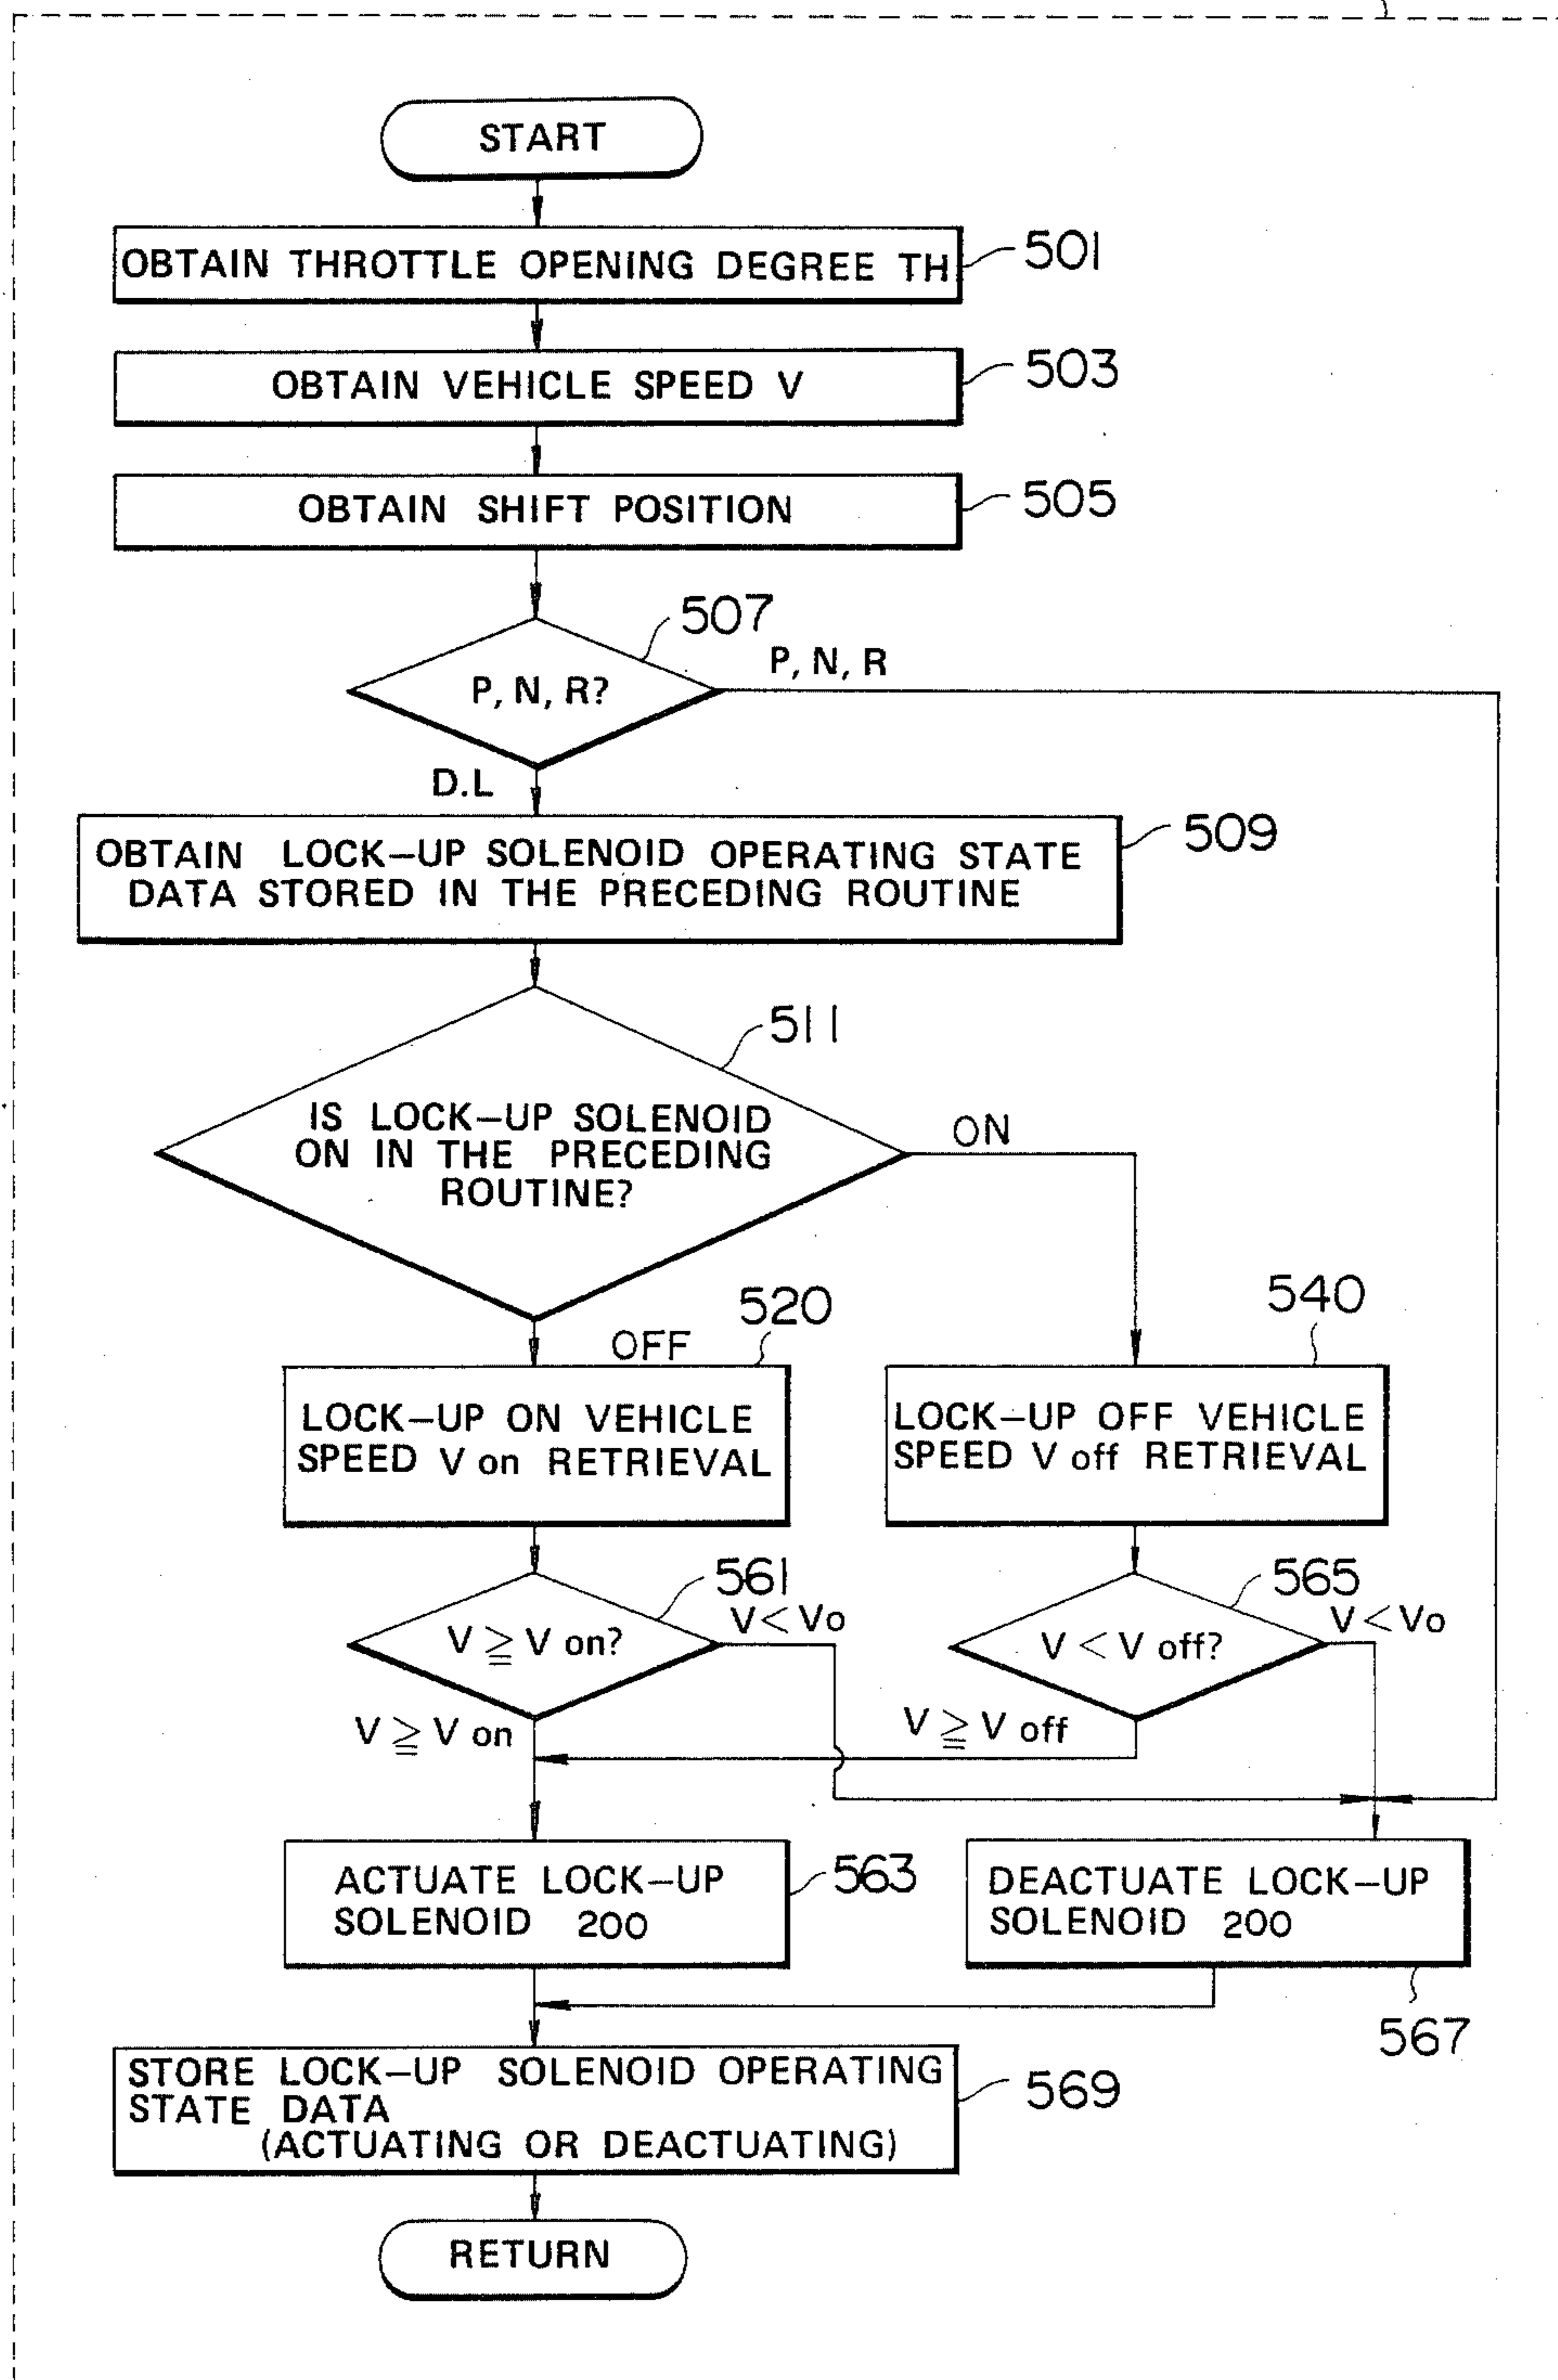 START
OBTAIN THROTTLE OPENING DEGREE TH
501
OBTAIN VEHICLE SPEED V
503
OBTAIN SHIFT POSITION
505
507
P, N, R?
P, N, R
D.L
OBTAIN LOCK-UP SOLENOID OPERATING STATE
DATA STORED IN THE PRECEDING ROUTINE
509
511
IS LOCK-UP SOLENOID
ON IN THE PRECEDING
ROUTINE?
ON
OFF
520
540
LOCK-UP ON VEHICLE
SPEED V on RETRIEVAL
LOCK-UP OFF VEHICLE
SPEED V off RETRIEVAL
561
V ≧ V on?
V < Vo
V ≧ V on
565
V < V off?
V < Vo
V ≧ V off
ACTUATE LOCK-UP
SOLENOID 200
563
DEACTUATE LOCK-UP
SOLENOID 200
567
STORE LOCK-UP SOLENOID OPERATING
STATE DATA
(ACTUATING OR DEACTUATING)
569
RETURN